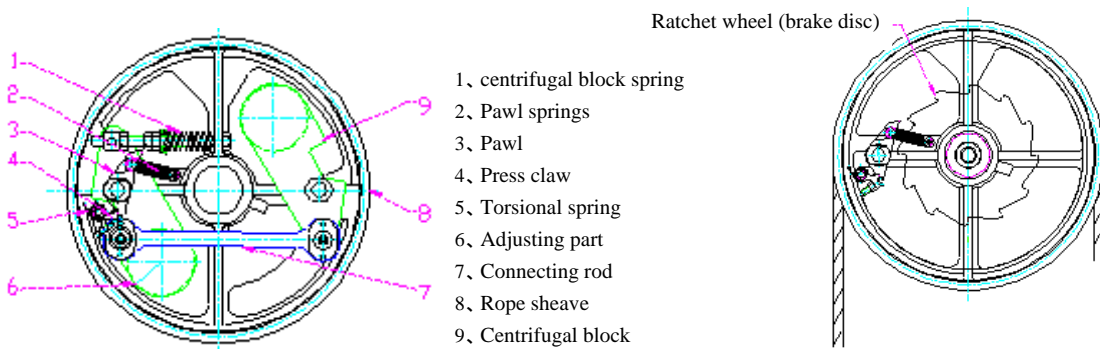 Ratchet wheel (brake disc)
1、centrifugal block spring
2、Pawl springs
3、Pawl
4、Press claw
5、Torsional spring
6、Adjusting part
7、Connecting rod
8、Rope sheave
9、Centrifugal block
1
2
3
4
5
6
9
8
7